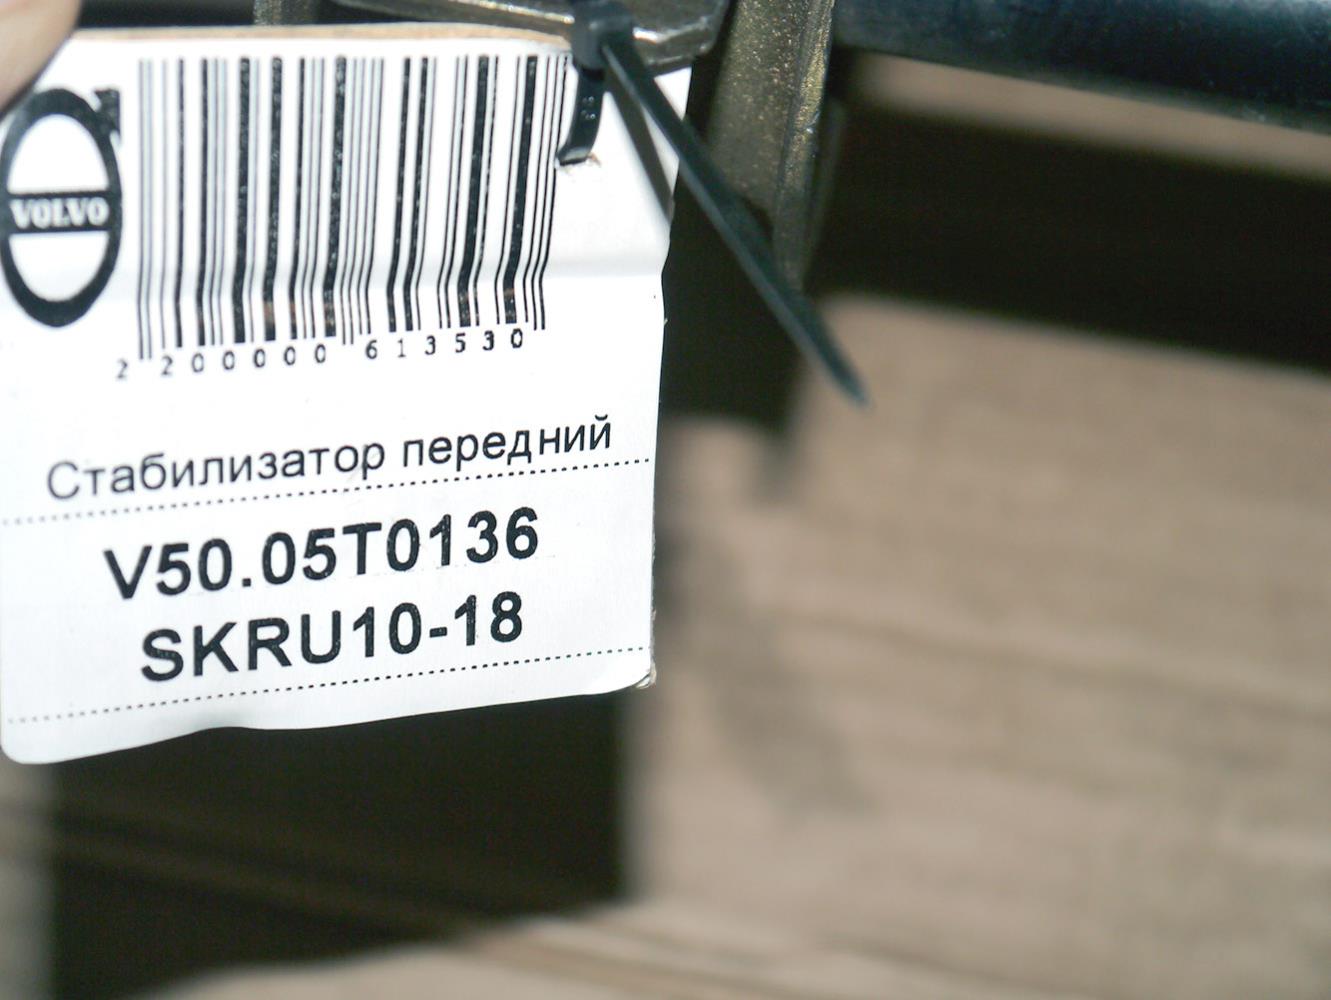 VOLVO
2 200000 613530
Стабилизатор передний
V50.05T0136
SKRU10-18